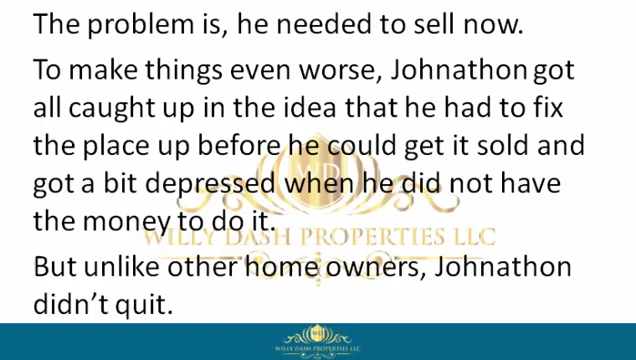 The problem is, he needed to sell now.
To make things even worse, Johnathon got
all caught up in the idea that he had to fix
the place up before he could get it sold and
got a bit depressed when he did not have
the money to do it.
WILLY DASH PROPERTIES LLC
But unlike other home owners, Johnathon
didn't quit.
WILLY DASH PROPERTIES LLC